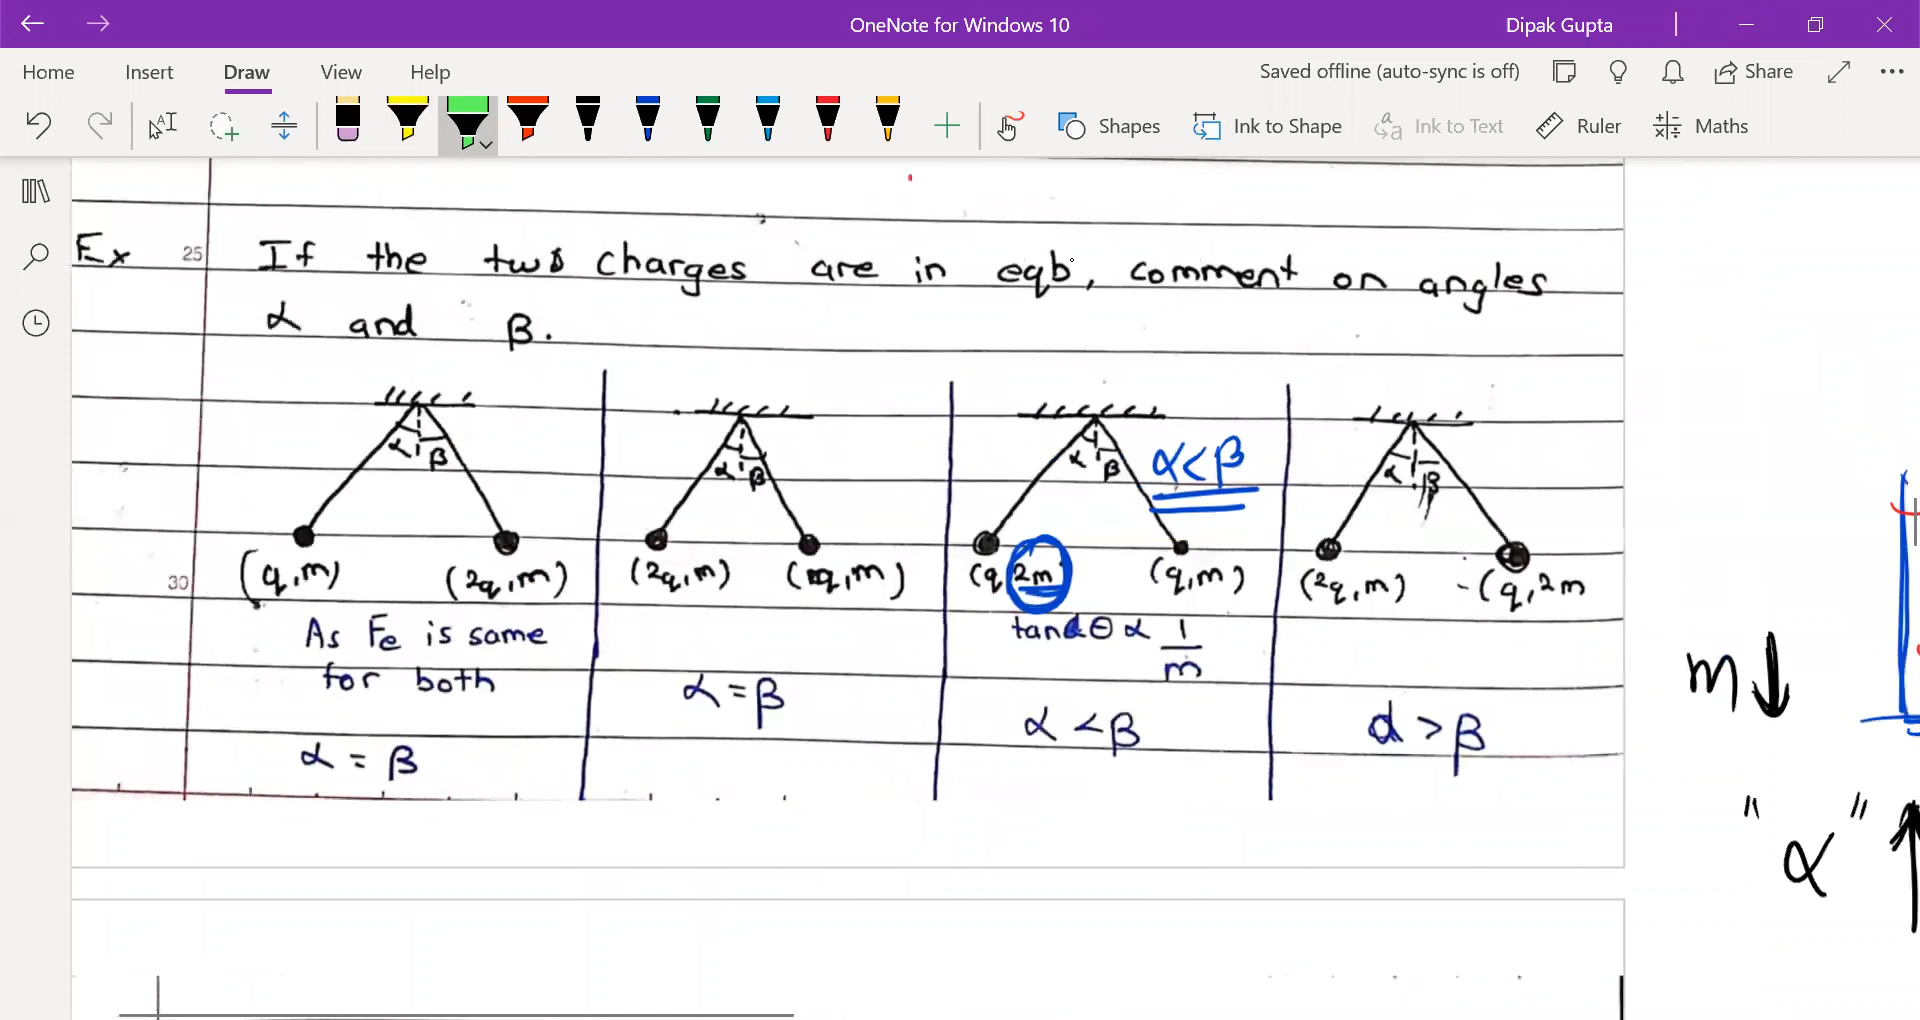 OneNote for Windows 10
Dipak Gupta
Home Insert Draw View Help
Saved offline (auto-sync is off) Share
Shapes Ink to Shape Ink to Text Ruler Maths
Ex 25 If the two charges are in eqb, comment on angles
α and β.
α β
α β
α β
α<β
α β
(q,m) (2q,m)
(2q,m) (q,m)
(q 2m (q,m)
(2q,m) -(q,2m
30
As Fe is same
for both
α = β
α = β
tan θ α 1/m
α < β
α > β
m↓
"α" ↑